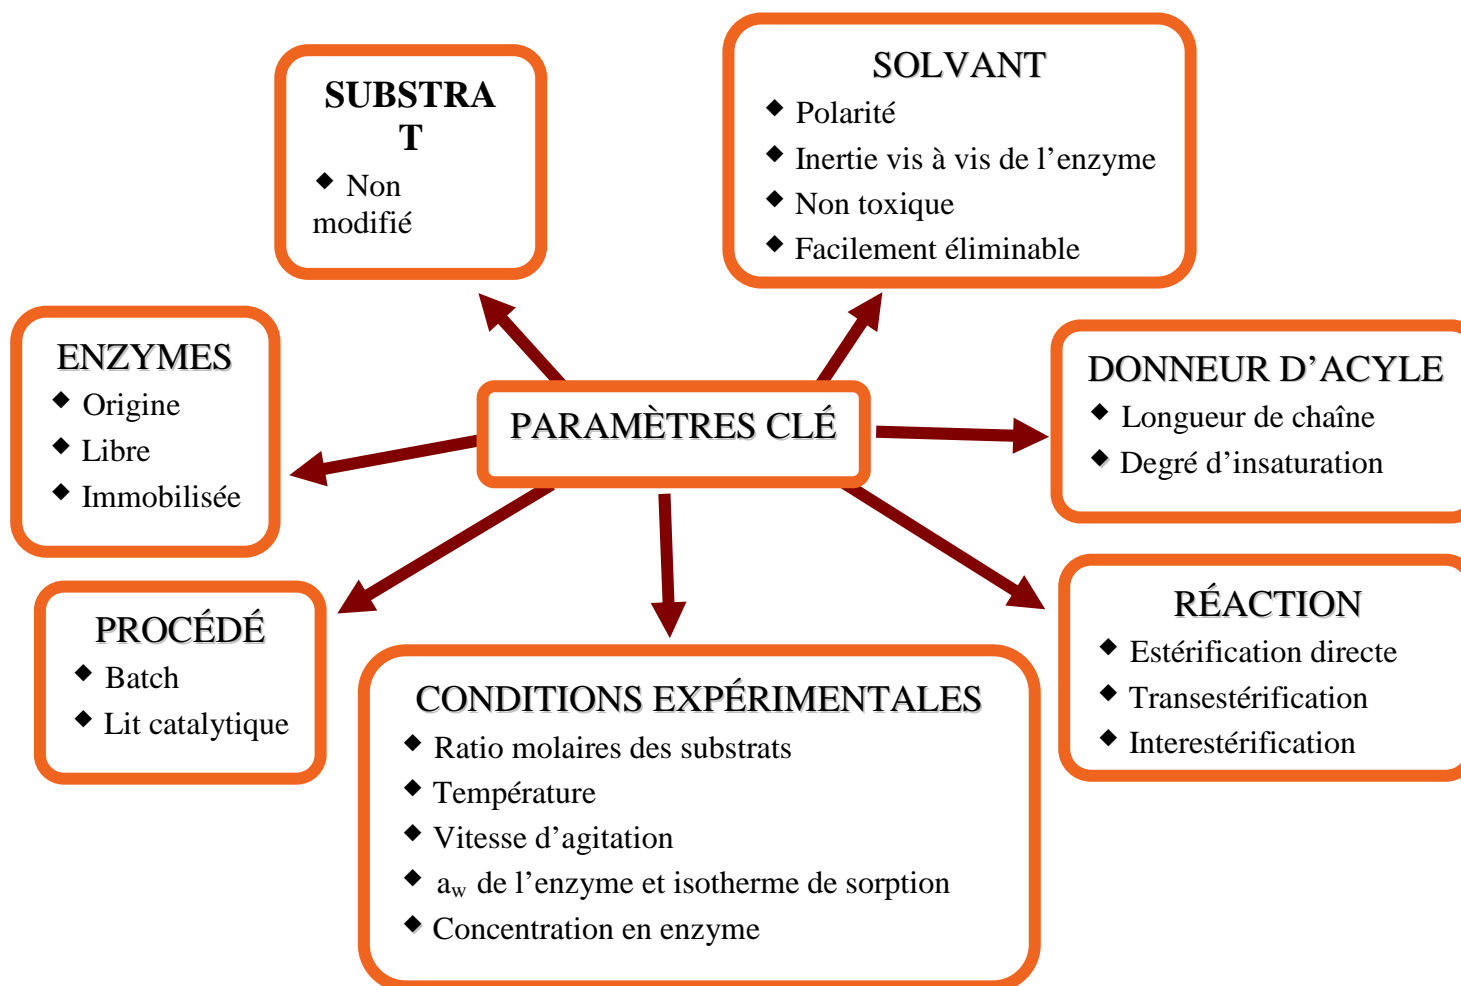 SUBSTRA
T
◆ Non
modifié
SOLVANT
◆ Polarité
◆ Inertie vis à vis de l’enzyme
◆ Non toxique
◆ Facilement éliminable
ENZYMES
◆ Origine
◆ Libre
◆ Immobilisée
PARAMÈTRES CLÉ
DONNEUR D’ACYLE
◆ Longueur de chaîne
◆ Degré d’insaturation
PROCÉDÉ
◆ Batch
◆ Lit catalytique
CONDITIONS EXPÉRIMENTALES
◆ Ratio molaires des substrats
◆ Température
◆ Vitesse d’agitation
◆ aw de l’enzyme et isotherme de sorption
◆ Concentration en enzyme
RÉACTION
◆ Estérification directe
◆ Transestérification
◆ Interestérification